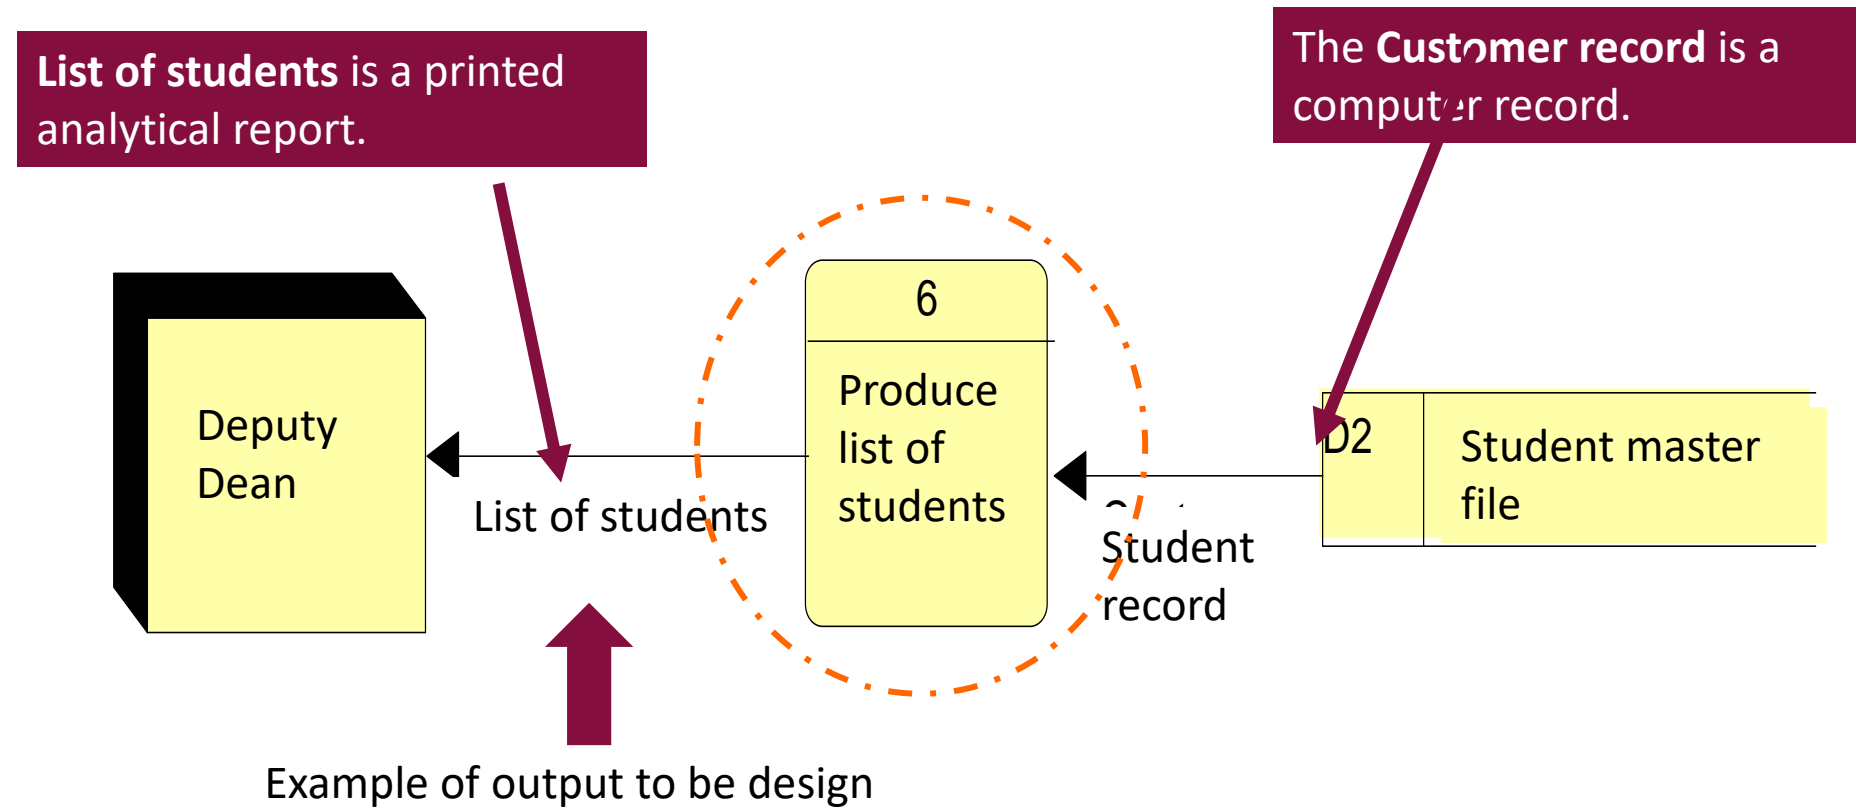 List of students is a printed
analytical report.
The Customer record is a
computer record.
6
Produce
list of
students
Deputy
Dean
List of students
D2
Student master
file
Student
record
Example of output to be design